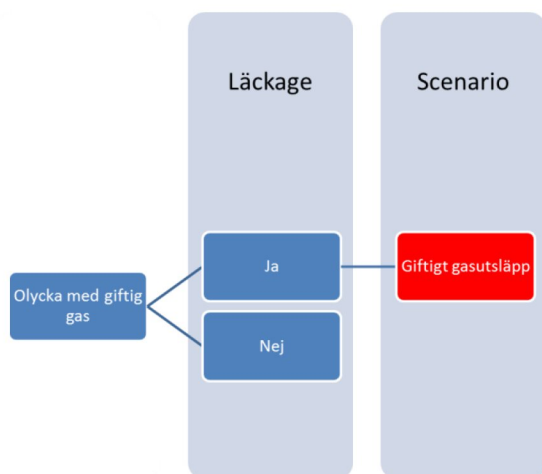 Läckage
Scenario
Ja
Giftigt gasutsläpp
Olycka med giftig
gas
Nej